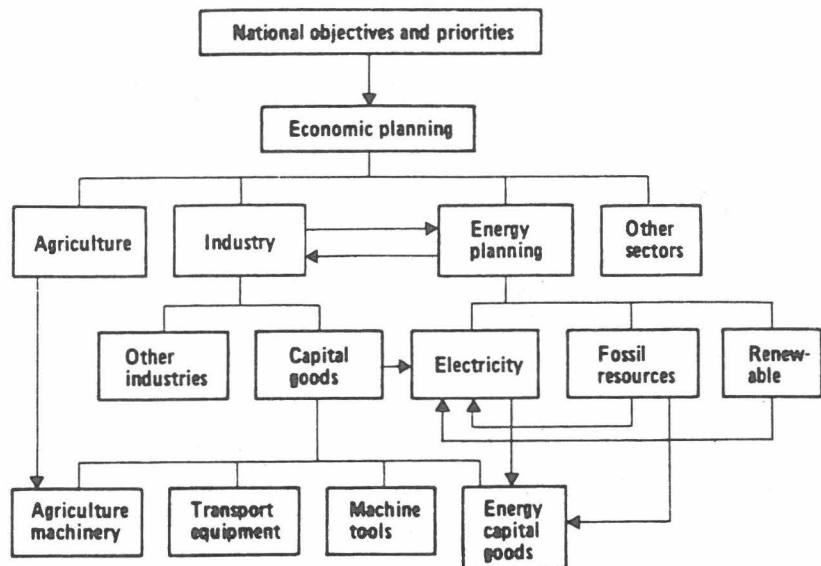 National objectives and priorities
Economic planning
Agriculture
Industry
Energy
planning
Other
sectors
Other
industries
Capital
goods
Electricity
Fossil
resources
Renew-
able
Agriculture
machinery
Transport
equipment
Machine
tools
Energy
capital
goods